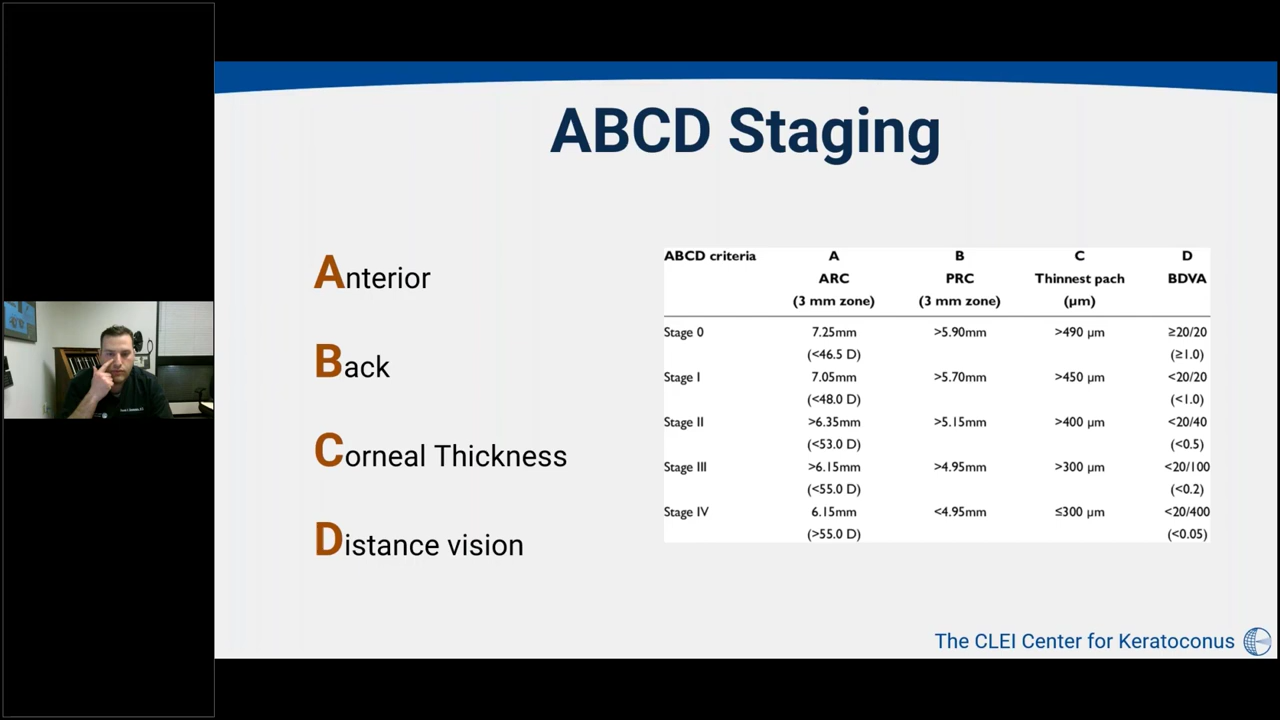 ABCD Staging
Anterior
Back
Corneal Thickness
Distance vision
ABCD criteria A B C D
ARC PRC Thinnest pach BDVA
(3 mm zone) (3 mm zone) (μm)
Stage 0 7.25mm >5.90mm >490 μm ≥20/20
(<46.5 D) (≥1.0)
Stage I 7.05mm >5.70mm >450 μm <20/20
(<48.0 D) (<1.0)
Stage II >6.35mm >5.15mm >400 μm <20/40
(<53.0 D) (<0.5)
Stage III >6.15mm >4.95mm >300 μm <20/100
(<55.0 D) (<0.2)
Stage IV 6.15mm <4.95mm ≤300 μm <20/400
(>55.0 D) (<0.05)
The CLEI Center for Keratoconus